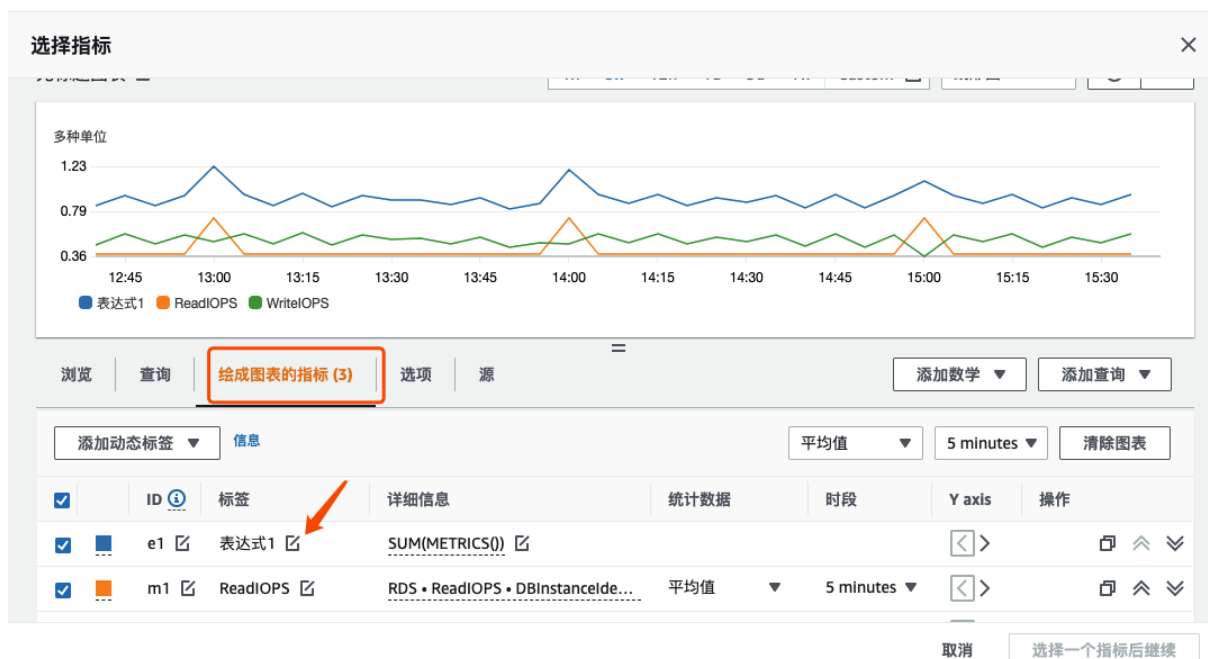 选择指标
多种单位
1.23
0.79
0.36
12:45 13:00 13:15 13:30 13:45 14:00 14:15 14:30 14:45 15:00 15:15 15:30
表达式1 ReadIOPS WriteIOPS
浏览 查询 绘成图表的指标 (3) 选项 源 添加数学 添加查询
添加动态标签 信息 平均值 5 minutes 清除图表
ID 标签 详细信息 统计数据 时段 Y axis 操作
e1 表达式1 SUM(METRICS())
m1 ReadIOPS RDS • ReadIOPS • DBInstanceIde... 平均值 5 minutes
取消 选择一个指标后继续